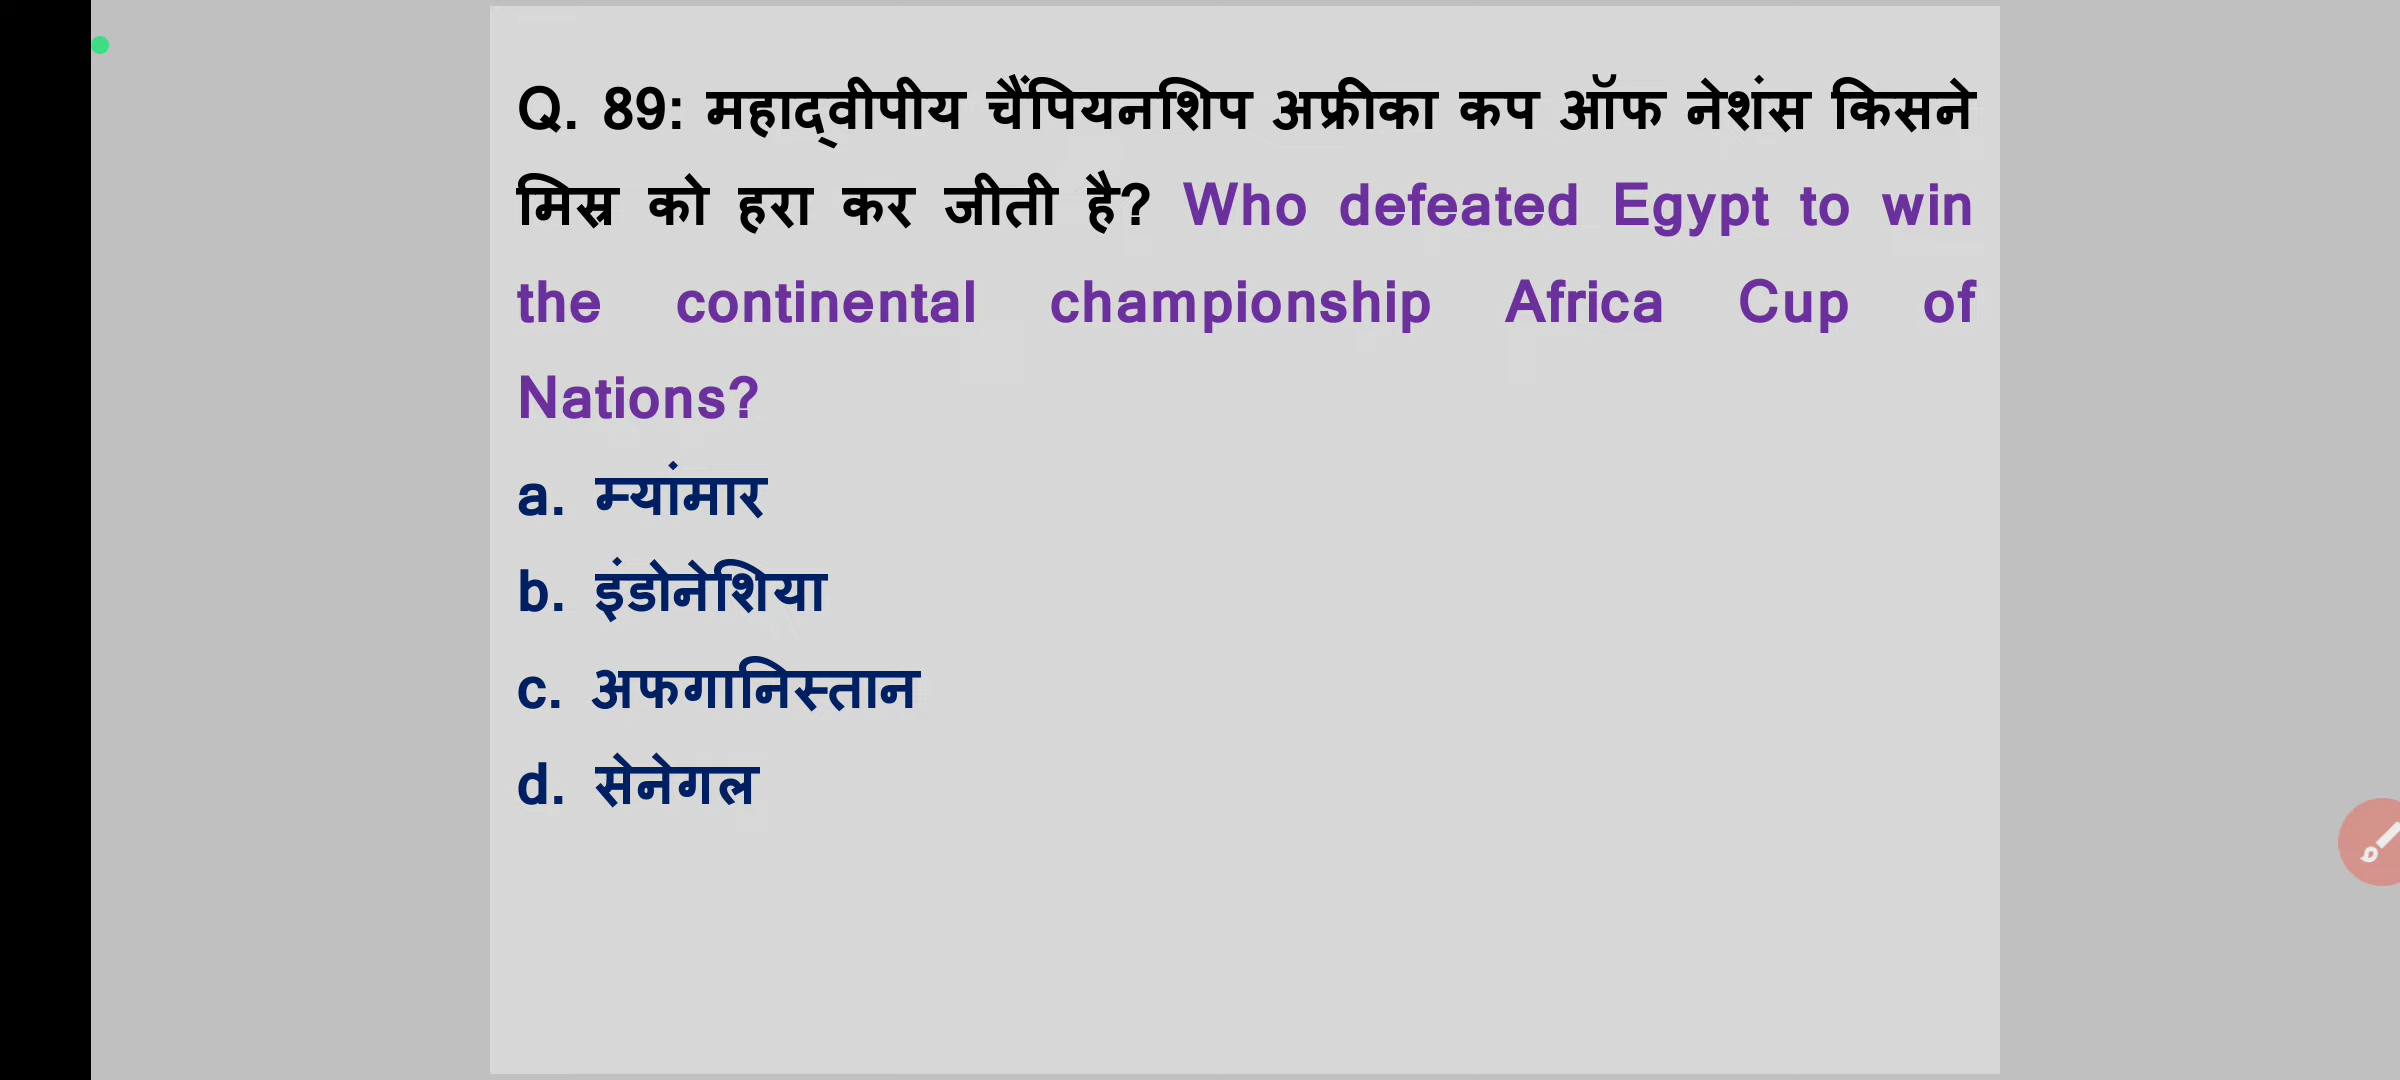 Q. 89: महाद्वीपीय चैंपियनशिप अफ्रीका कप ऑफ नेशंस किसने
मिस्र को हरा कर जीती है? Who defeated Egypt to win
the continental championship Africa Cup of
Nations?
a. म्यांमार
b. इंडोनेशिया
c. अफगानिस्तान
d. सेनेगल